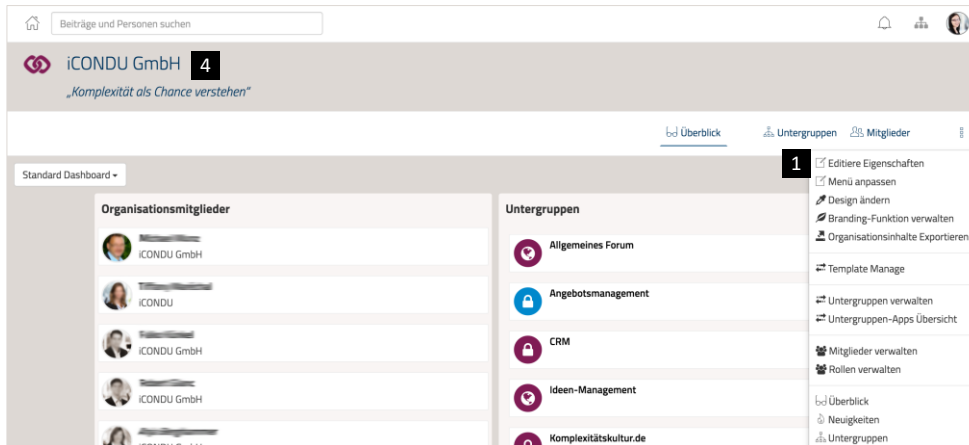 Beiträge und Personen suchen
iCONDU GmbH 4
„Komplexität als Chance verstehen“
Überblick Untergruppen Mitglieder
Standard Dashboard
1 Editiere Eigenschaften
Menü anpassen
Design ändern
Branding-Funktion verwalten
Organisationsinhalte Exportieren
Template Manage
Untergruppen verwalten
Untergruppen-Apps Übersicht
Mitglieder verwalten
Rollen verwalten
Überblick
Neuigkeiten
Untergruppen
Organisationsmitglieder
iCONDU GmbH
iCONDU
iCONDU GmbH
iCONDU GmbH
Untergruppen
Allgemeines Forum
Angebotsmanagement
CRM
Ideen-Management
Komplexitätskultur.de